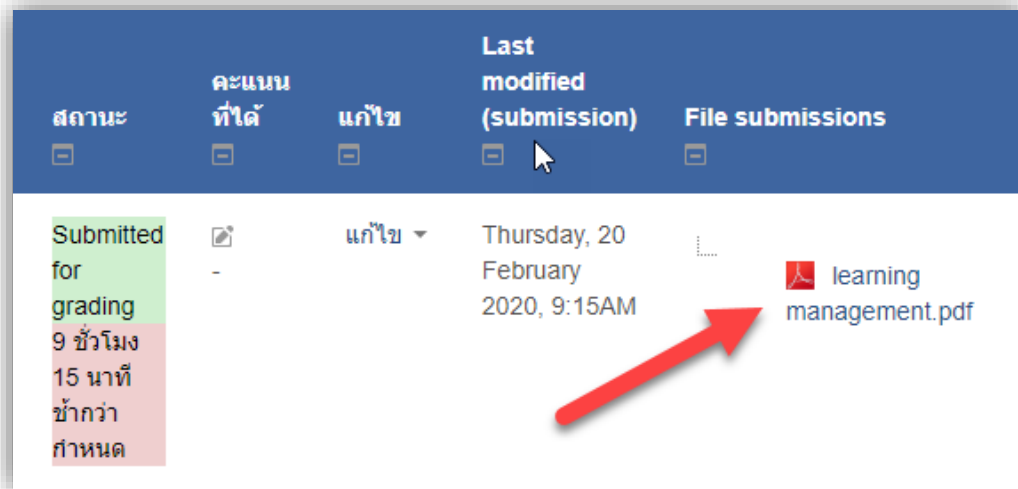 สถานะ
คะแนน
ที่ได้
แก้ไข
Last
modified
(submission)
File submissions
Submitted
for
grading
9 ชั่วโมง
15 นาที
ช้ากว่า
กำหนด
-
แก้ไข
Thursday, 20
February
2020, 9:15AM
learning
management.pdf